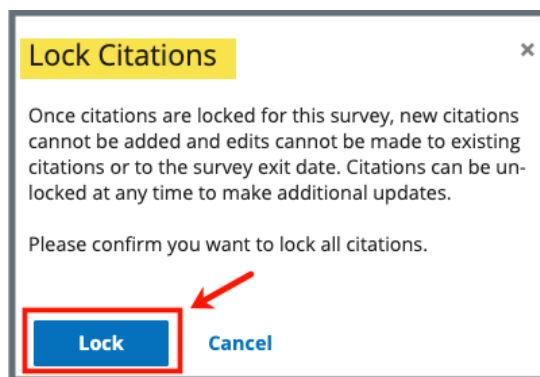 Lock Citations ×
Once citations are locked for this survey, new citations
cannot be added and edits cannot be made to existing
citations or to the survey exit date. Citations can be un-
locked at any time to make additional updates.
Please confirm you want to lock all citations.
Lock Cancel